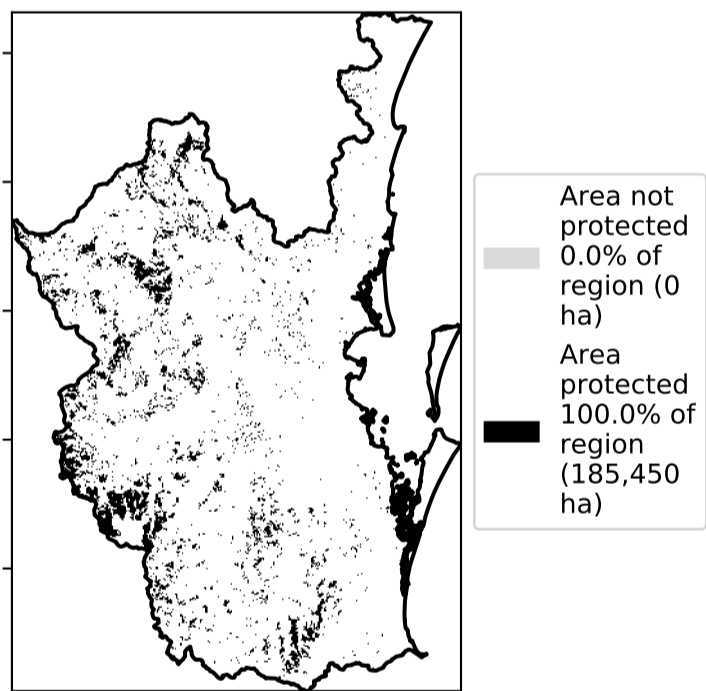 Area not
protected
0.0% of
region (0
ha)
Area
protected
100.0% of
region
(185,450
ha)